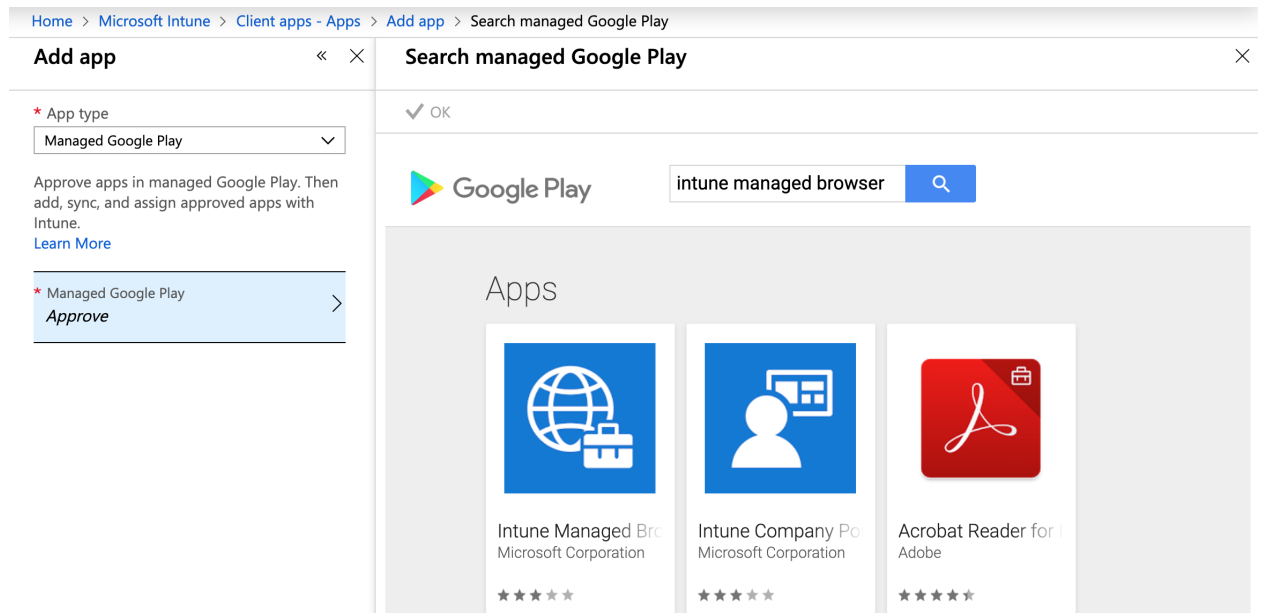 Home > Microsoft Intune > Client apps - Apps > Add app > Search managed Google Play
Add app
Search managed Google Play
* App type
Managed Google Play
Approve apps in managed Google Play. Then
add, sync, and assign approved apps with
Intune.
Learn More
* Managed Google Play
Approve
OK
Google Play
intune managed browser
Apps
Intune Managed Bro
Microsoft Corporation
Intune Company Po
Microsoft Corporation
Acrobat Reader for
Adobe